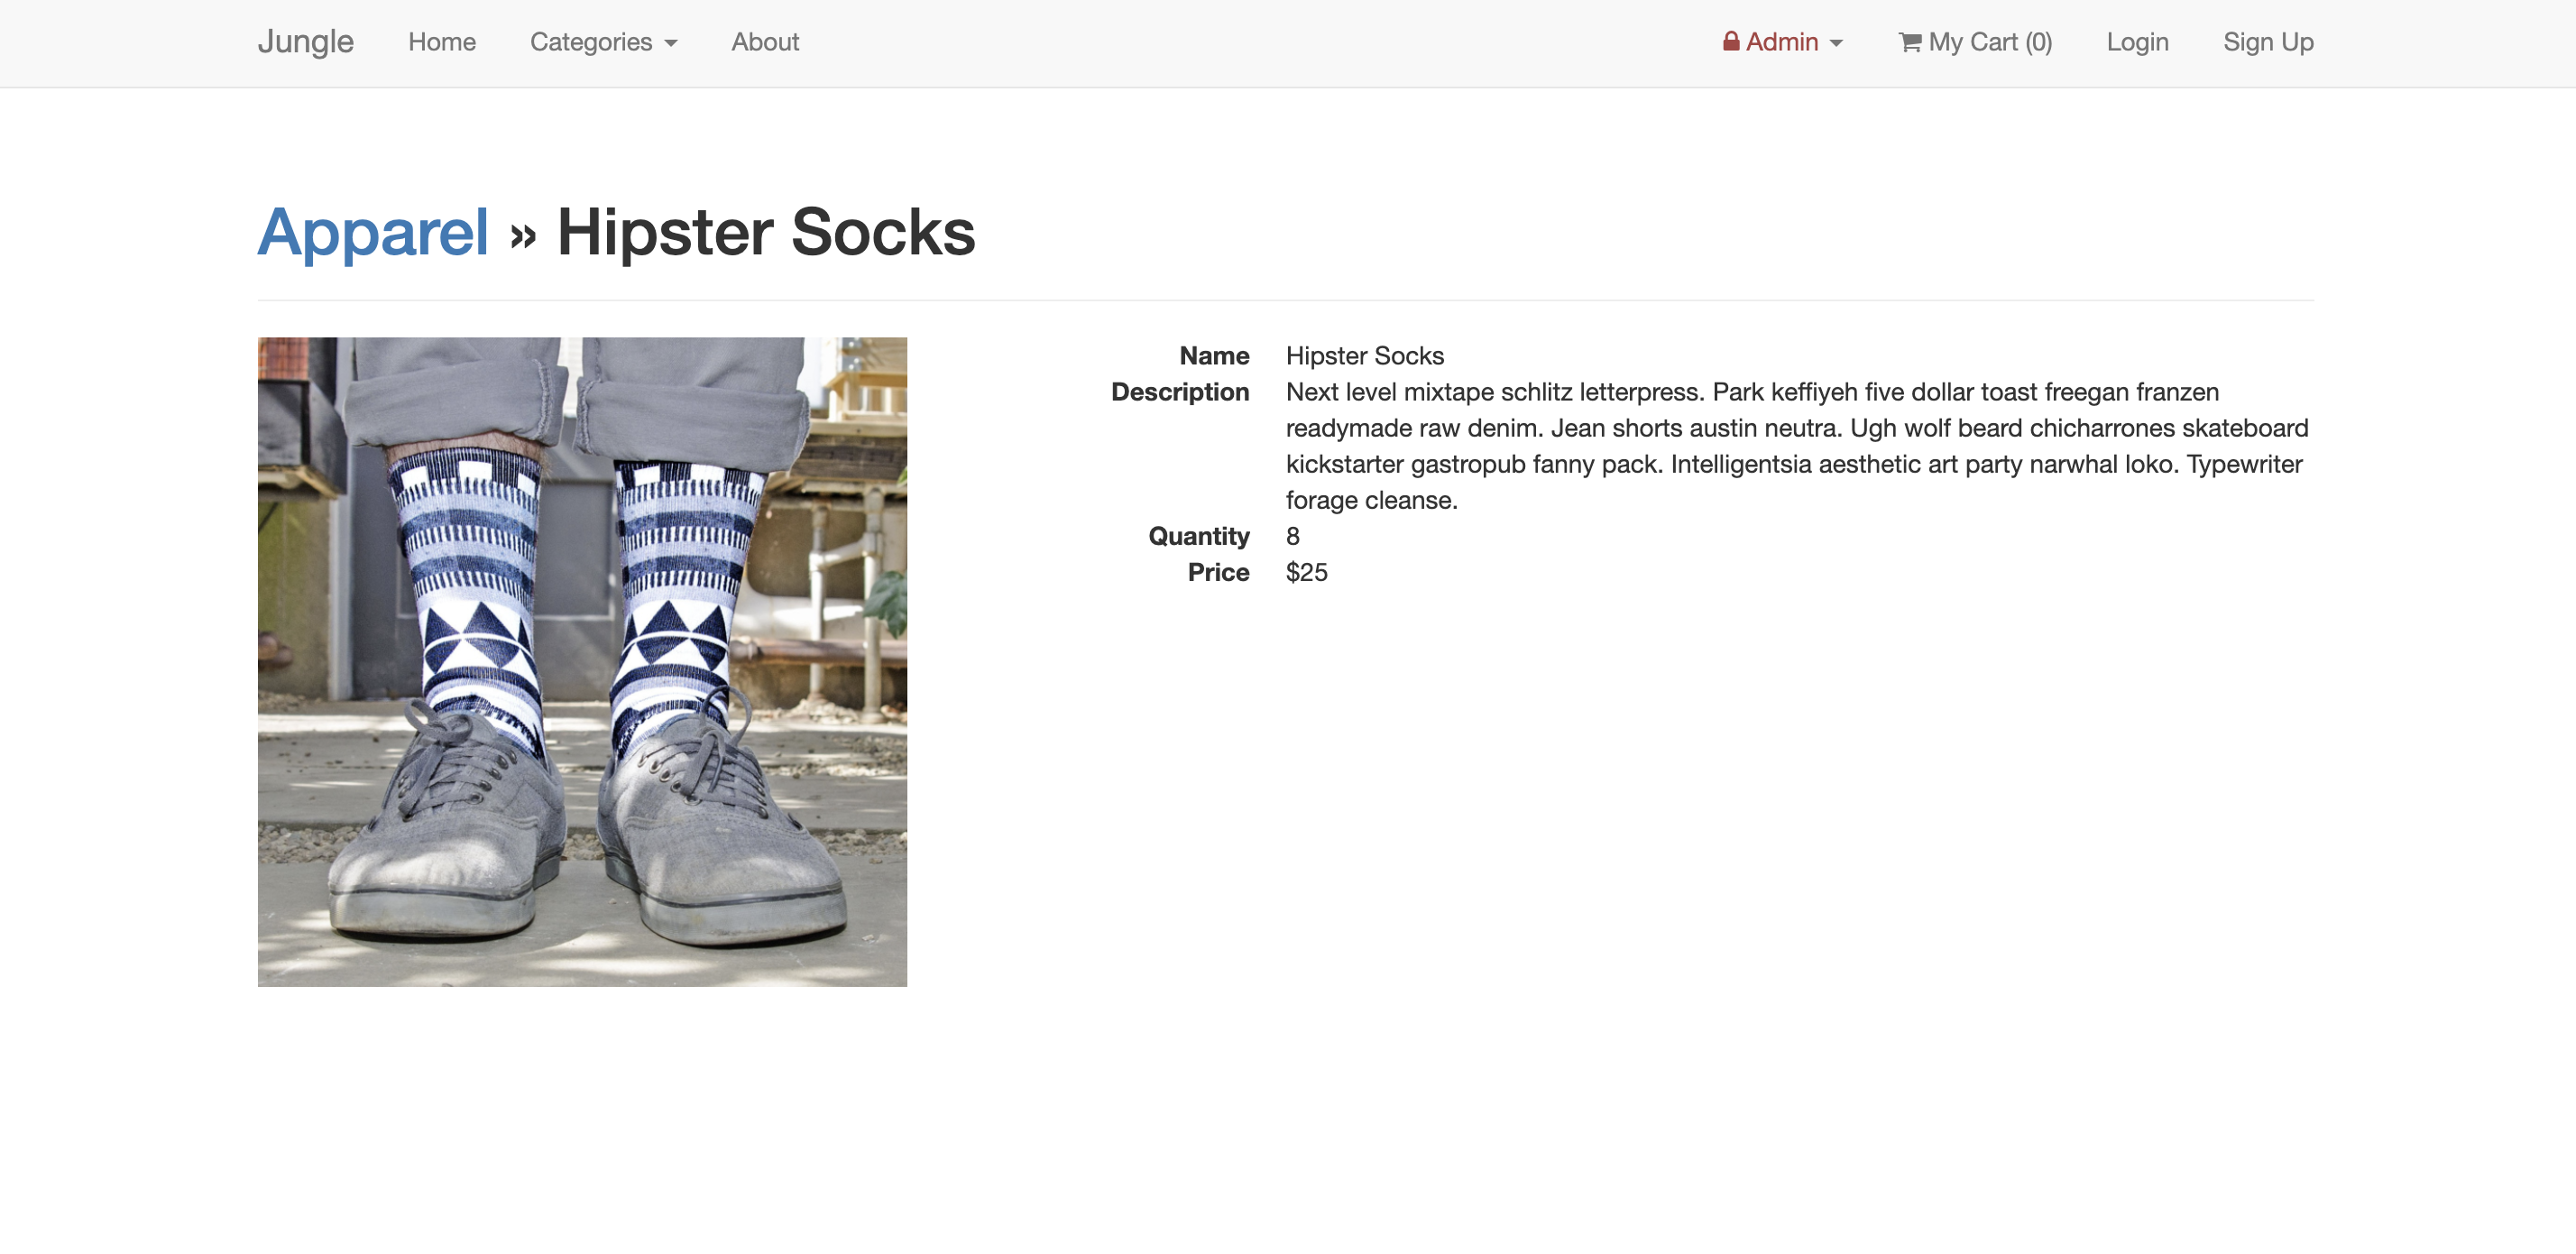 Jungle Home Categories About Admin My Cart (0) Login Sign Up
Apparel » Hipster Socks
Name Hipster Socks
Description Next level mixtape schlitz letterpress. Park keffiyeh five dollar toast freegan franzen
readymade raw denim. Jean shorts austin neutra. Ugh wolf beard chicharrones skateboard
kickstarter gastropub fanny pack. Intelligentsia aesthetic art party narwhal loko. Typewriter
forage cleanse.
Quantity 8
Price $25